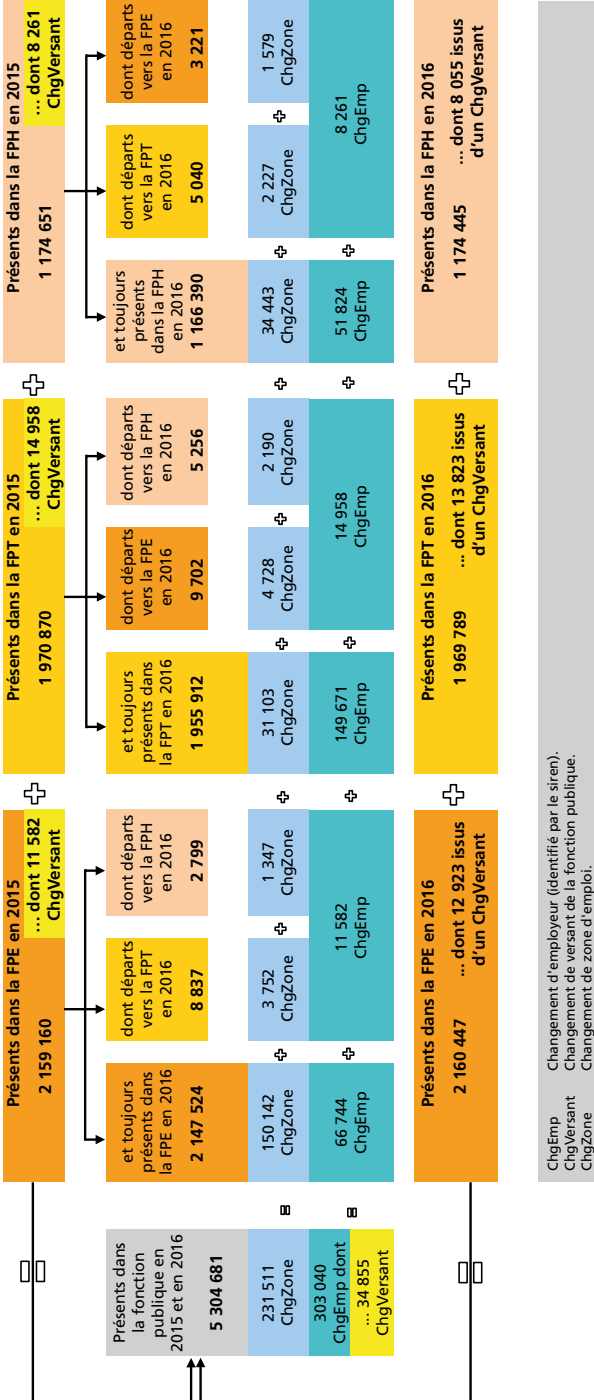 Présents dans la FPE en 2015
2 159 160
... dont 11 582
ChgVersant
Présents dans la FPT en 2015
1 970 870
... dont 14 958
ChgVersant
Présents dans la FPH en 2015
1 174 651
... dont 8 261
ChgVersant
Présents dans
la fonction
publique en
2015 et en 2016
5 304 681
et toujours
présents dans
la FPE en 2016
2 147 524
dont départs
vers la FPT
en 2016
8 837
dont départs
vers la FPH
en 2016
2 799
et toujours
présents dans
la FPT en 2016
1 955 912
dont départs
vers la FPE
en 2016
9 702
dont départs
vers la FPH
en 2016
5 256
et toujours
présents
dans la FPH
en 2016
1 166 390
dont départs
vers la FPT
en 2016
5 040
dont départs
vers la FPE
en 2016
3 221
231 511
ChgZone
150 142
ChgZone
3 752
ChgZone
1 347
ChgZone
31 103
ChgZone
4 728
ChgZone
2 190
ChgZone
34 443
ChgZone
2 227
ChgZone
1 579
ChgZone
303 040
ChgEmp dont
... 34 855
ChgVersant
66 744
ChgEmp
11 582
ChgEmp
149 671
ChgEmp
14 958
ChgEmp
51 824
ChgEmp
8 261
ChgEmp
Présents dans la FPE en 2016
2 160 447
... dont 12 923 issus
d'un ChgVersant
Présents dans la FPT en 2016
1 969 789
... dont 13 823 issus
d'un ChgVersant
Présents dans la FPH en 2016
1 174 445
... dont 8 055 issus
d'un ChgVersant
ChgEmp Changement d'employeur (identifié par le siren).
ChgVersant Changement de versant de la fonction publique.
ChgZone Changement de zone d'emploi.